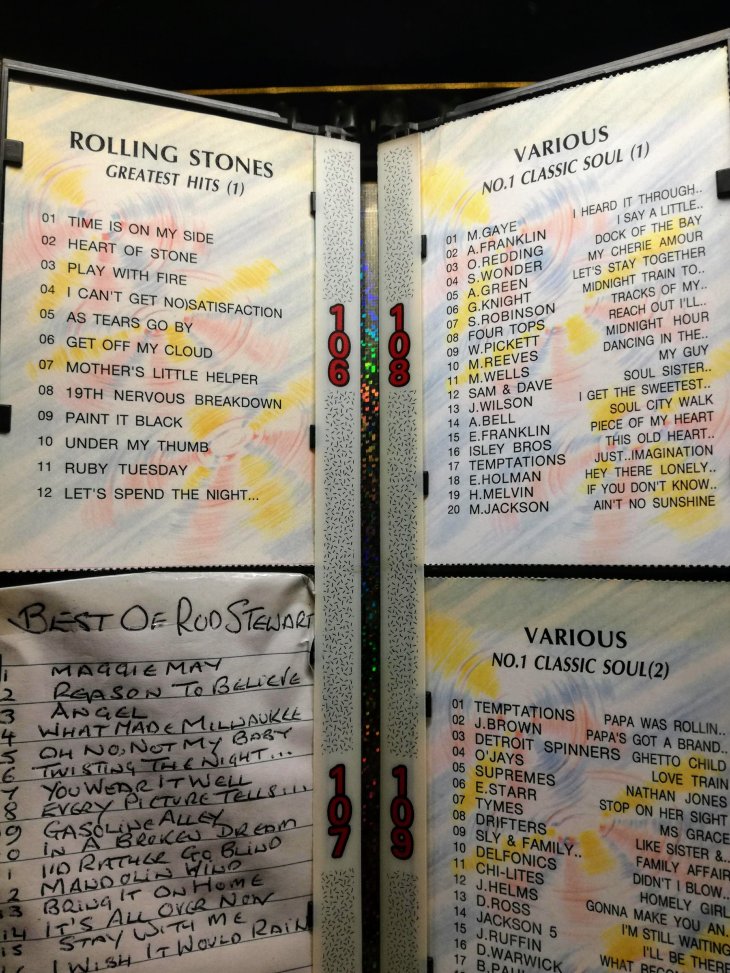 ROLLING STONES
GREATEST HITS (1)
01 TIME IS ON MY SIDE
02 HEART OF STONE
03 PLAY WITH FIRE
04 I CAN'T GET NO)SATISFACTION
05 AS TEARS GO BY
06 GET OFF MY CLOUD
07 MOTHER'S LITTLE HELPER
08 19TH NERVOUS BREAKDOWN
09 PAINT IT BLACK
10 UNDER MY THUMB
11 RUBY TUESDAY
12 LET'S SPEND THE NIGHT...
106
BEST OF ROD STEWART
1 MAGGIE MAY
2 REASON TO BELIEVE
3 ANGEL
4 WHAT MADE MILWAUKEE
5 OH NO, NOT MY BABY
6 TWISTING THE NIGHT...
7 YOU WEAR IT WELL
8 EVERY PICTURE TELLS...
9 GASOLINE ALLEY
0 IN A BROKEN DREAM
1 I'D RATHER GO BLIND
2 MANDOLIN WIND
3 BRING IT ON HOME
14 IT'S ALL OVER NOW
15 STAY WITH ME
I WISH IT WOULD RAIN
107
108
VARIOUS
NO.1 CLASSIC SOUL (1)
01 M.GAYE I HEARD IT THROUGH..
02 A.FRANKLIN I SAY A LITTLE..
03 O.REDDING DOCK OF THE BAY
04 S.WONDER MY CHERIE AMOUR
05 A.GREEN LET'S STAY TOGETHER
06 G.KNIGHT MIDNIGHT TRAIN TO..
07 S.ROBINSON TRACKS OF MY..
08 FOUR TOPS REACH OUT I'LL..
09 W.PICKETT MIDNIGHT HOUR
10 M.REEVES DANCING IN THE..
11 M.WELLS MY GUY
12 SAM & DAVE SOUL SISTER..
13 J.WILSON I GET THE SWEETEST..
14 A.BELL SOUL CITY WALK
15 E.FRANKLIN PIECE OF MY HEART
16 ISLEY BROS THIS OLD HEART..
17 TEMPTATIONS JUST..IMAGINATION
18 E.HOLMAN HEY THERE LONELY..
19 H.MELVIN IF YOU DON'T KNOW..
20 M.JACKSON AIN'T NO SUNSHINE
109
VARIOUS
NO.1 CLASSIC SOUL(2)
01 TEMPTATIONS PAPA WAS ROLLIN..
02 J.BROWN PAPA'S GOT A BRAND..
03 DETROIT SPINNERS GHETTO CHILD
04 O'JAYS LOVE TRAIN
05 SUPREMES NATHAN JONES
06 E.STARR STOP ON HER SIGHT
07 TYMES MS GRACE
08 DRIFTERS LIKE SISTER &..
09 SLY & FAMILY.. FAMILY AFFAIR
10 DELFONICS DIDN'T I BLOW..
11 CHI-LITES HOMELY GIRL
12 J.HELMS GONNA MAKE YOU AN.
13 D.ROSS I'M STILL WAITING
14 JACKSON 5 I'LL BE THERE
15 J.RUFFIN WHAT
16 D.WARWICK
17